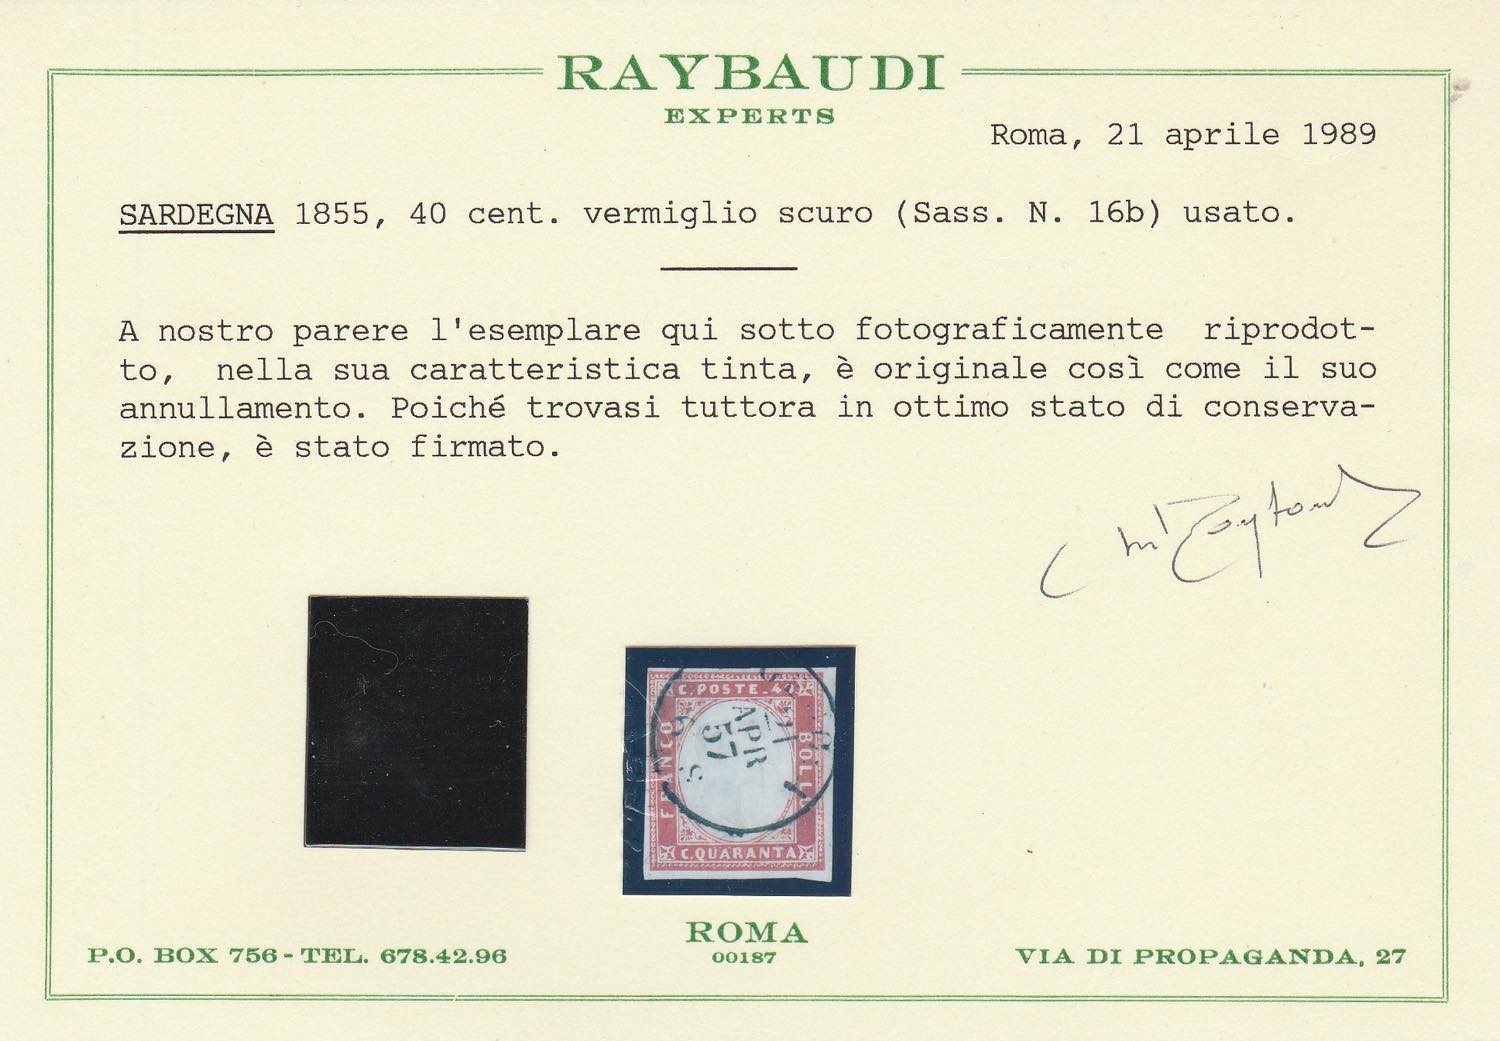 RAYBAUDI
EXPERTS
Roma, 21 aprile 1989
SARDEGNA 1855, 40 cent. vermiglio scuro (Sass. N. 16b) usato.
A nostro parere l'esemplare qui sotto fotograficamente riprodot-
to, nella sua caratteristica tinta, è originale così come il suo
annullamento. Poiché trovasi tuttora in ottimo stato di conserva-
zione, è stato firmato.
C. POSTE. 4
FRANCO
BOLLO
C. QUARANTA
APR
57
ROMA
00187
P.O. BOX 756 - TEL. 678.42.96
VIA DI PROPAGANDA, 27